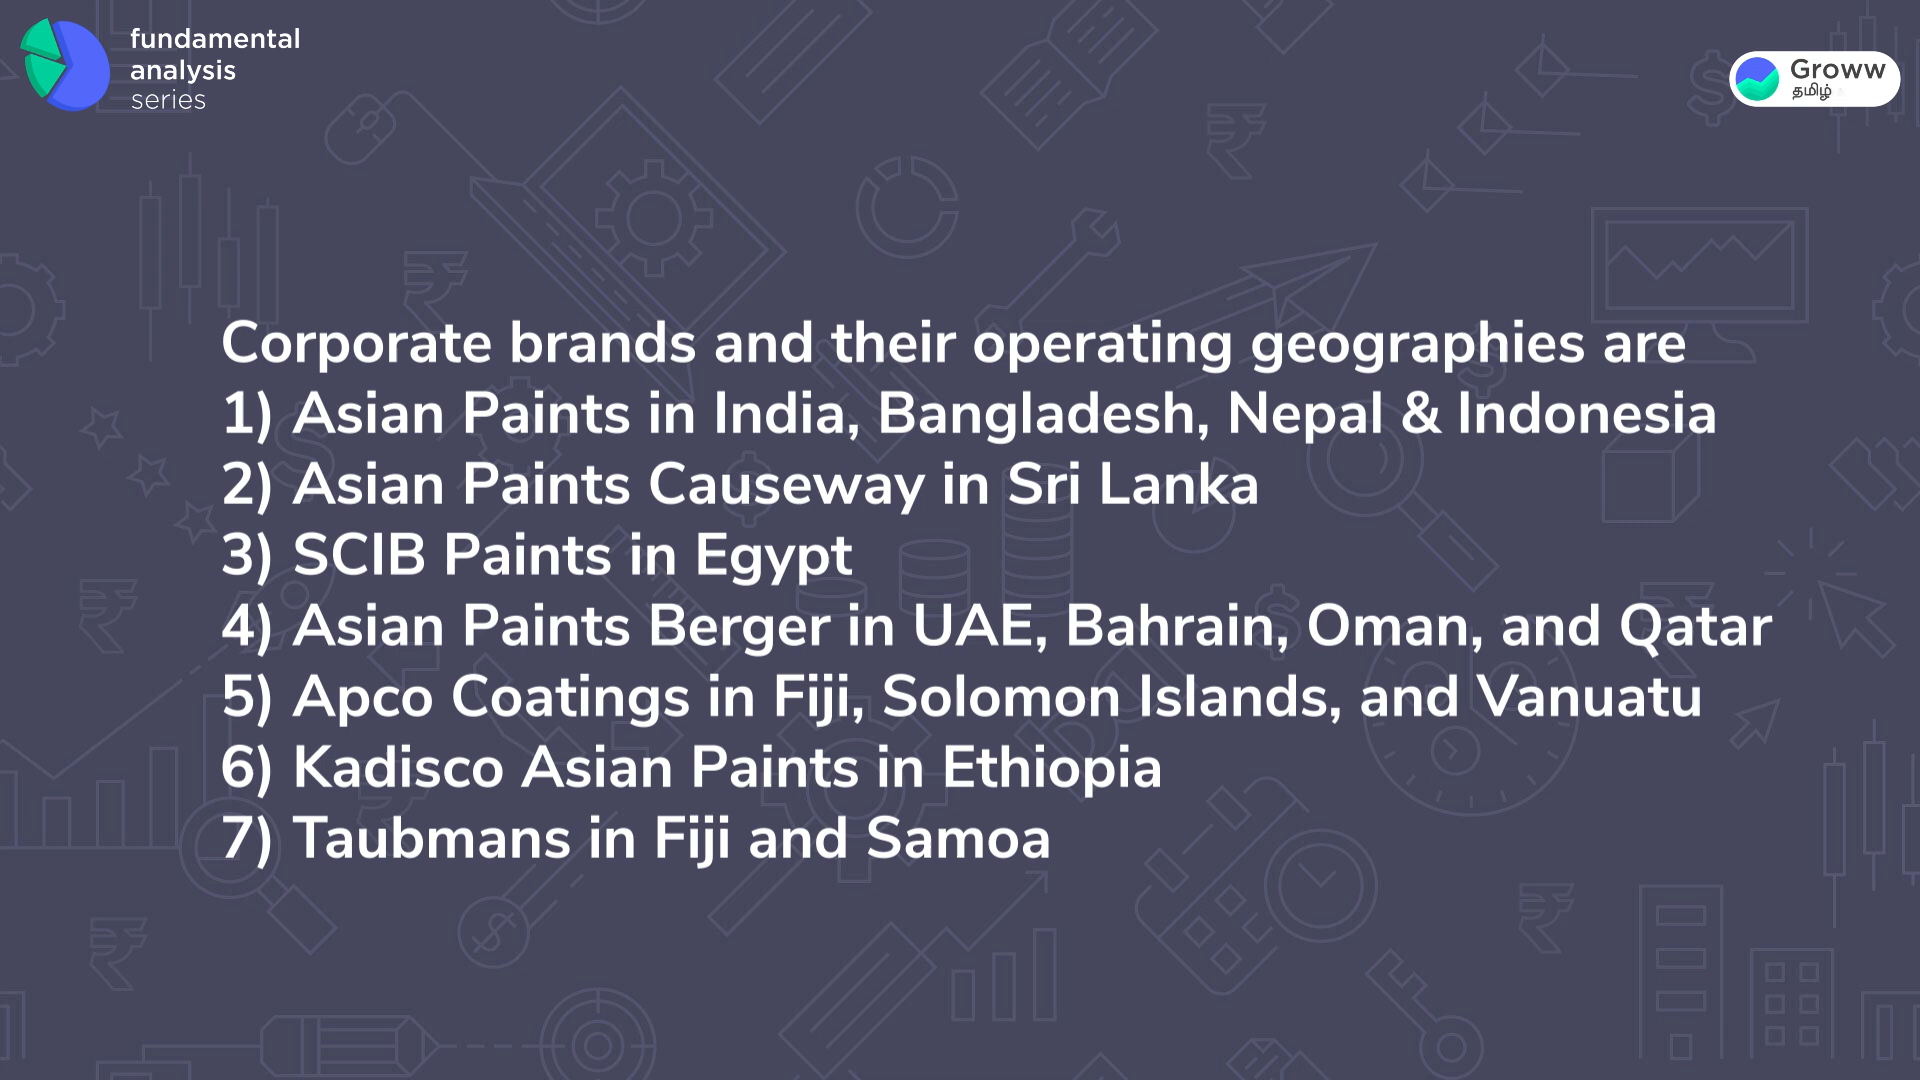 fundamental
analysis
series
Groww
தமிழ்
Corporate brands and their operating geographies are
1) Asian Paints in India, Bangladesh, Nepal & Indonesia
2) Asian Paints Causeway in Sri Lanka
3) SCIB Paints in Egypt
4) Asian Paints Berger in UAE, Bahrain, Oman, and Qatar
5) Apco Coatings in Fiji, Solomon Islands, and Vanuatu
6) Kadisco Asian Paints in Ethiopia
7) Taubmans in Fiji and Samoa